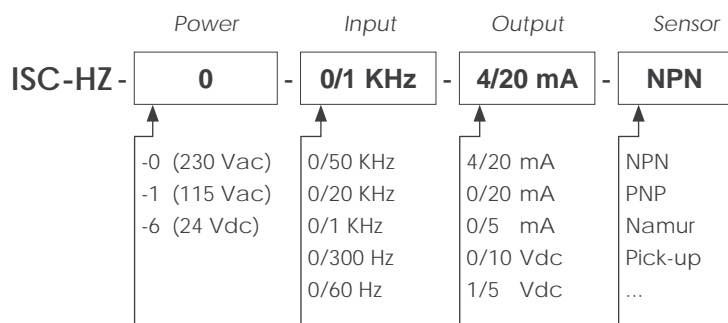 Power Input Output Sensor
ISC-HZ- 0 - 0/1 KHz - 4/20 mA - NPN
-0 (230 Vac) 0/50 KHz 4/20 mA NPN
-1 (115 Vac) 0/20 KHz 0/20 mA PNP
-6 (24 Vdc) 0/1 KHz 0/5 mA Namur
0/300 Hz 0/10 Vdc Pick-up
0/60 Hz 1/5 Vdc ...